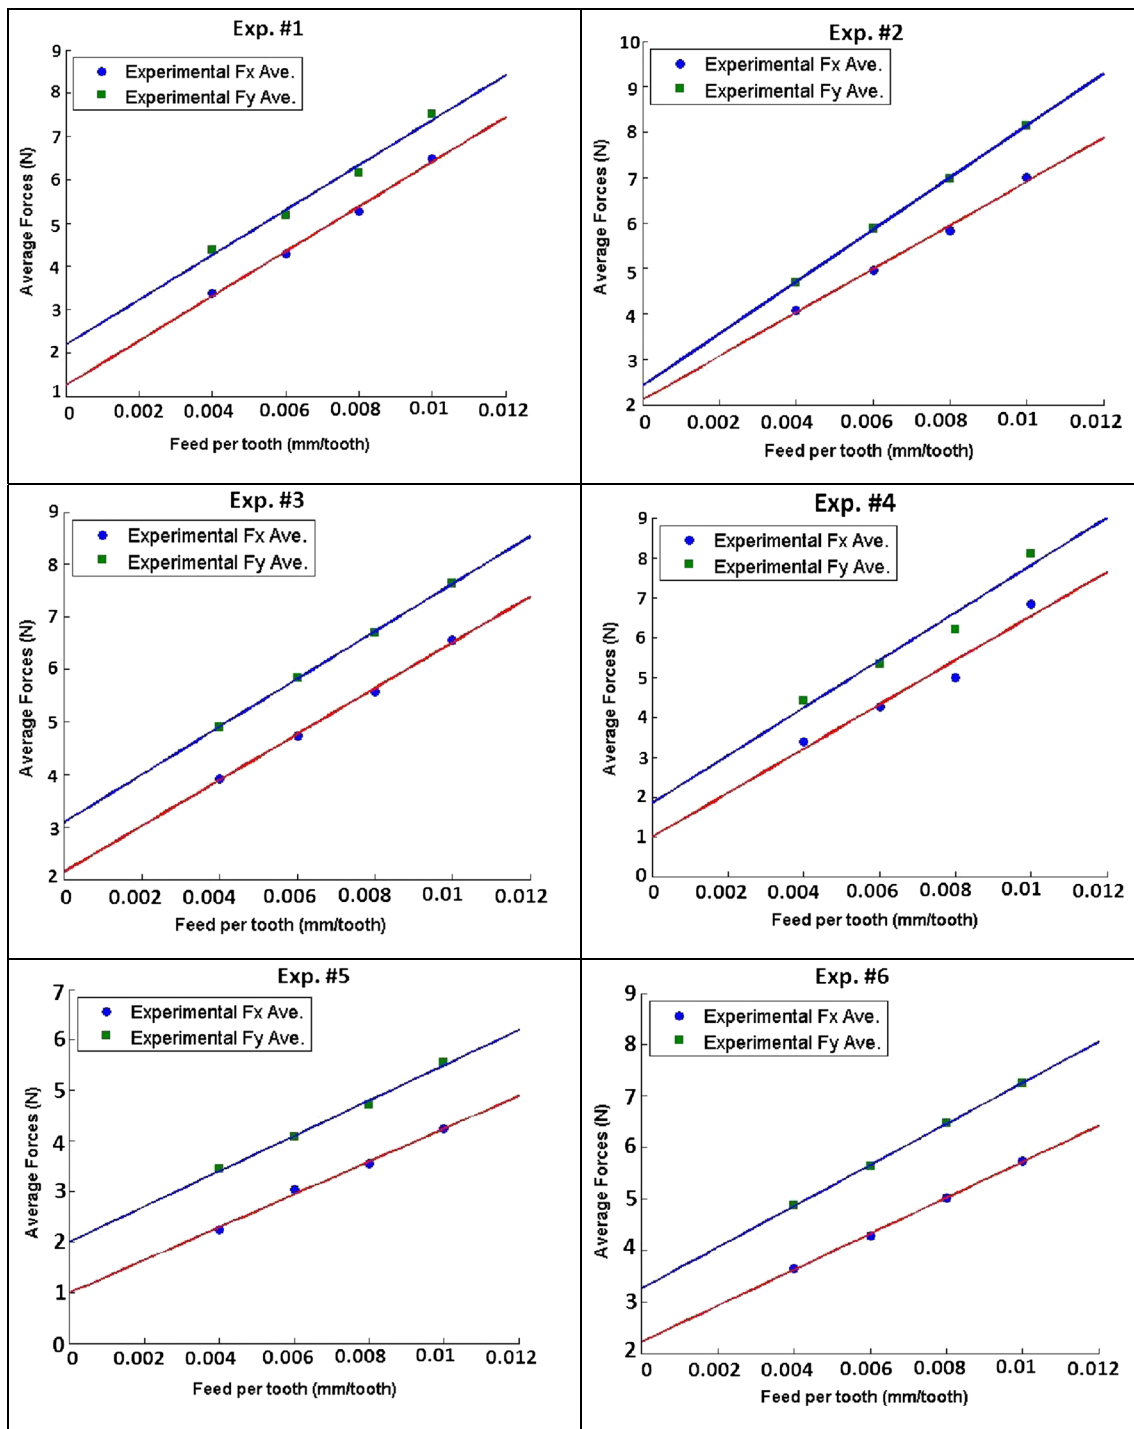 Exp. #1
9
Experimental Fx Ave.
8
Experimental Fy Ave.
7
6
5
4
3
2
1
Average Forces (N)
0 0.002 0.004 0.006 0.008 0.01 0.012
Feed per tooth (mm/tooth)
Exp. #2
10
Experimental Fx Ave.
9
Experimental Fy Ave.
8
7
6
5
4
3
2
Average Forces (N)
0 0.002 0.004 0.006 0.008 0.01 0.012
Feed per tooth (mm/tooth)
Exp. #3
9
Experimental Fx Ave.
8
Experimental Fy Ave.
7
6
5
4
3
2
Average Forces (N)
0 0.002 0.004 0.006 0.008 0.01 0.012
Feed per tooth (mm/tooth)
Exp. #4
9
Experimental Fx Ave.
8
Experimental Fy Ave.
7
6
5
4
3
2
1
0
Average Forces (N)
0 0.002 0.004 0.006 0.008 0.01 0.012
Feed per tooth (mm/tooth)
Exp. #5
7
Experimental Fx Ave.
6
Experimental Fy Ave.
5
4
3
2
1
0
Average Forces (N)
0 0.002 0.004 0.006 0.008 0.01 0.012
Feed per tooth (mm/tooth)
Exp. #6
9
Experimental Fx Ave.
8
Experimental Fy Ave.
7
6
5
4
3
2
Average Forces (N)
0 0.002 0.004 0.006 0.008 0.01 0.012
Feed per tooth (mm/tooth)